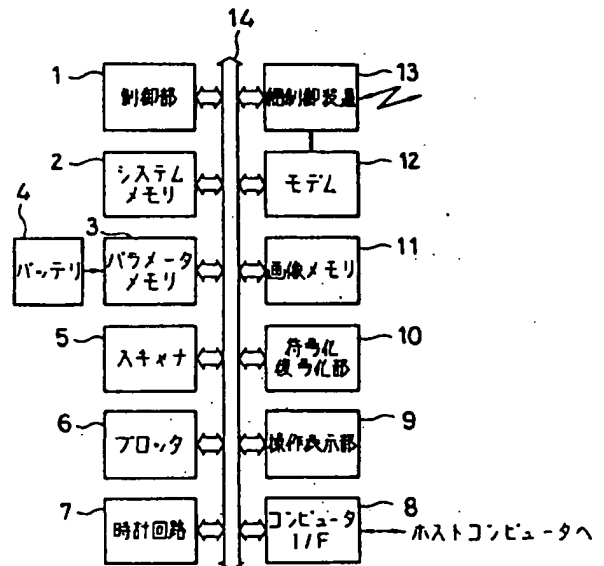 14
1
制御部
13
網制御装置
2
システム
メモリ
12
モデム
4
バッテリ
3
パラメータ
メモリ
11
画像メモリ
5
スキャナ
10
符号化
復号化部
6
プロッタ
9
操作表示部
7
時計回路
8
コンピュータ
I/F
ホストコンピュータへ